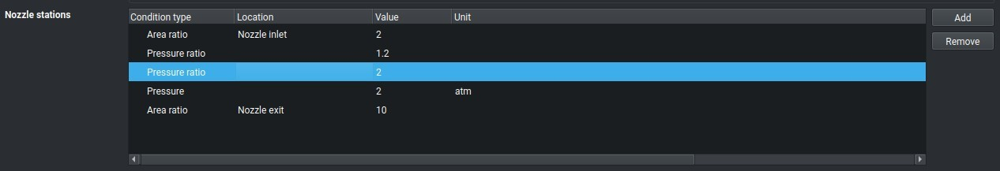 Nozzle stations
Condition type Location Value Unit
Area ratio Nozzle inlet 2
Pressure ratio 1.2
Pressure ratio 2
Pressure 2 atm
Area ratio Nozzle exit 10
Add
Remove